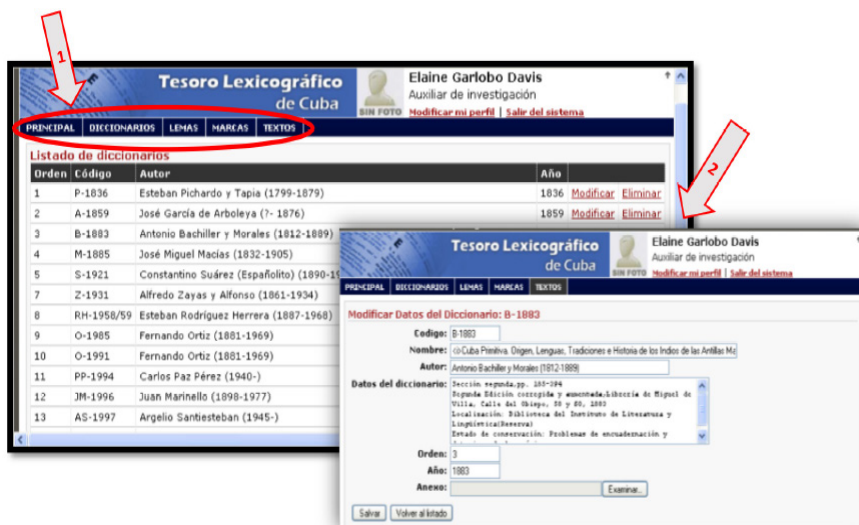 1
Tesoro Lexicográfico
de Cuba
SIN FOTO
Elaine Garlobo Davis
Auxiliar de investigación
Modificar mi perfil | Salir del sistema
PRINCIPAL DICCIONARIOS LEMAS MARCAS TEXTOS
Listado de diccionarios
Orden Código Autor Año
1 P-1836 Esteban Pichardo y Tapia (1799-1879) 1836 Modificar Eliminar
2 A-1859 José García de Arboleya (?- 1876) 1859 Modificar Eliminar
3 B-1883 Antonio Bachiller y Morales (1812-1889)
4 M-1885 José Miguel Macías (1832-1905)
5 S-1921 Constantino Suárez (Españolito) (1890-19
7 Z-1931 Alfredo Zayas y Alfonso (1861-1934)
8 RH-1958/59 Esteban Rodríguez Herrera (1887-1968)
9 O-1985 Fernando Ortiz (1881-1969)
10 O-1991 Fernando Ortiz (1881-1969)
11 PP-1994 Carlos Paz Pérez (1940-)
12 JM-1996 Juan Marinello (1898-1977)
13 AS-1997 Argelio Santiesteban (1945-)
2
Tesoro Lexicográfico
de Cuba
SIN FOTO
Elaine Garlobo Davis
Auxiliar de investigación
Modificar mi perfil | Salir del sistema
PRINCIPAL DICCIONARIOS LEMAS MARCAS TEXTOS
Modificar Datos del Diccionario: B-1883
Codigo: B-1883
Nombre: Cuba Primitiva. Origen, Lenguas, Tradiciones e Historia de los Indios de las Antillas Ma
Autor: Antonio Bachiller y Morales (1812-1889)
Datos del diccionario: Sección segunda,pp. 183-394
Segunda Edición corregida y aumentada,Librería de Miguel de
Villa, Calle del Obispo, 1883
Localización: Biblioteca del Instituto de Literatura y
Lingüística(Reserva)
Estado de conservación: Problemas de encuadernación y
Orden: 3
Año: 1883
Anexo: Examinar...
Salvar Volver al listado